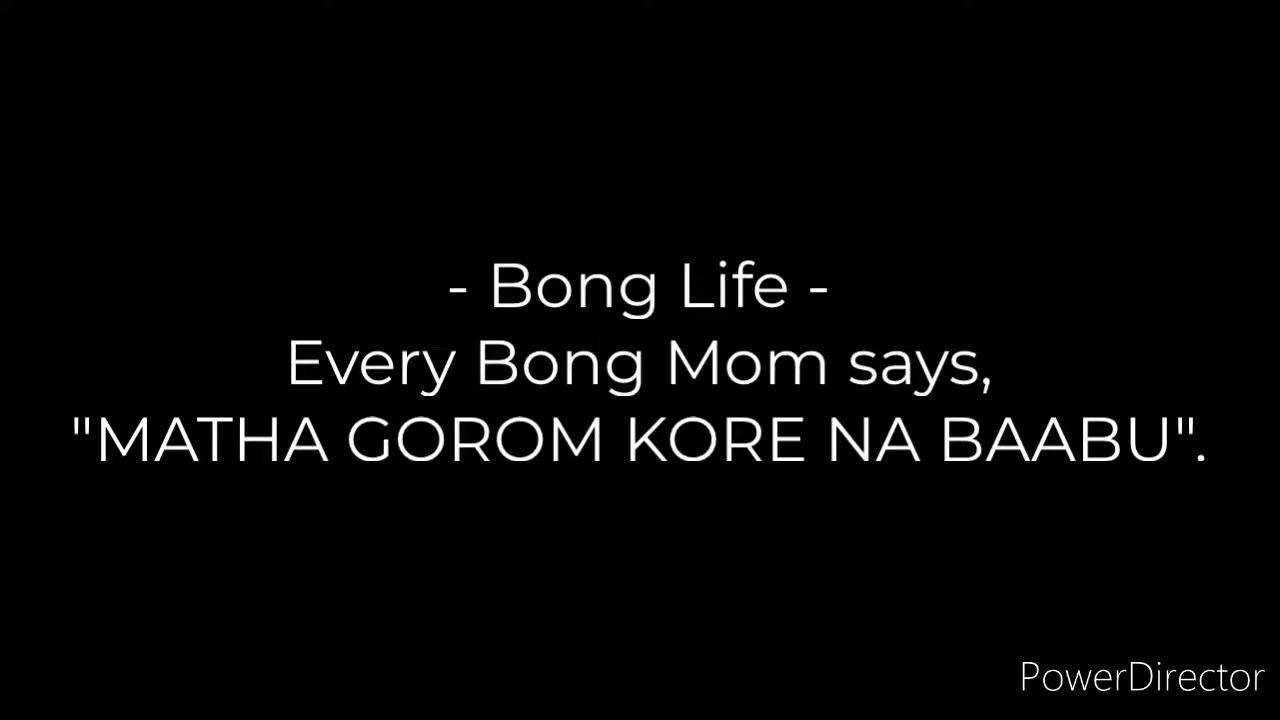 - Bong Life -
Every Bong Mom says,
"MATHA GOROM KORE NA BAABU".
PowerDirector